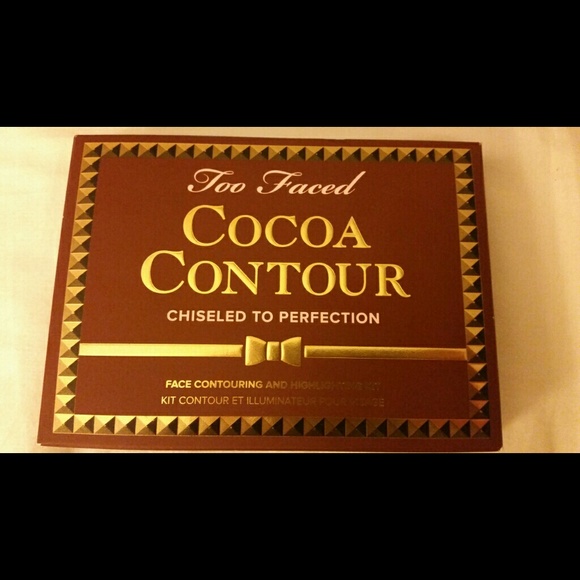 Too Faced
COCOA
CONTOUR
CHISELED TO PERFECTION
FACE CONTOURING AND HIGHLIGHTING KIT
KIT CONTOUR ET ILLUMINATEUR POUR VISAGE